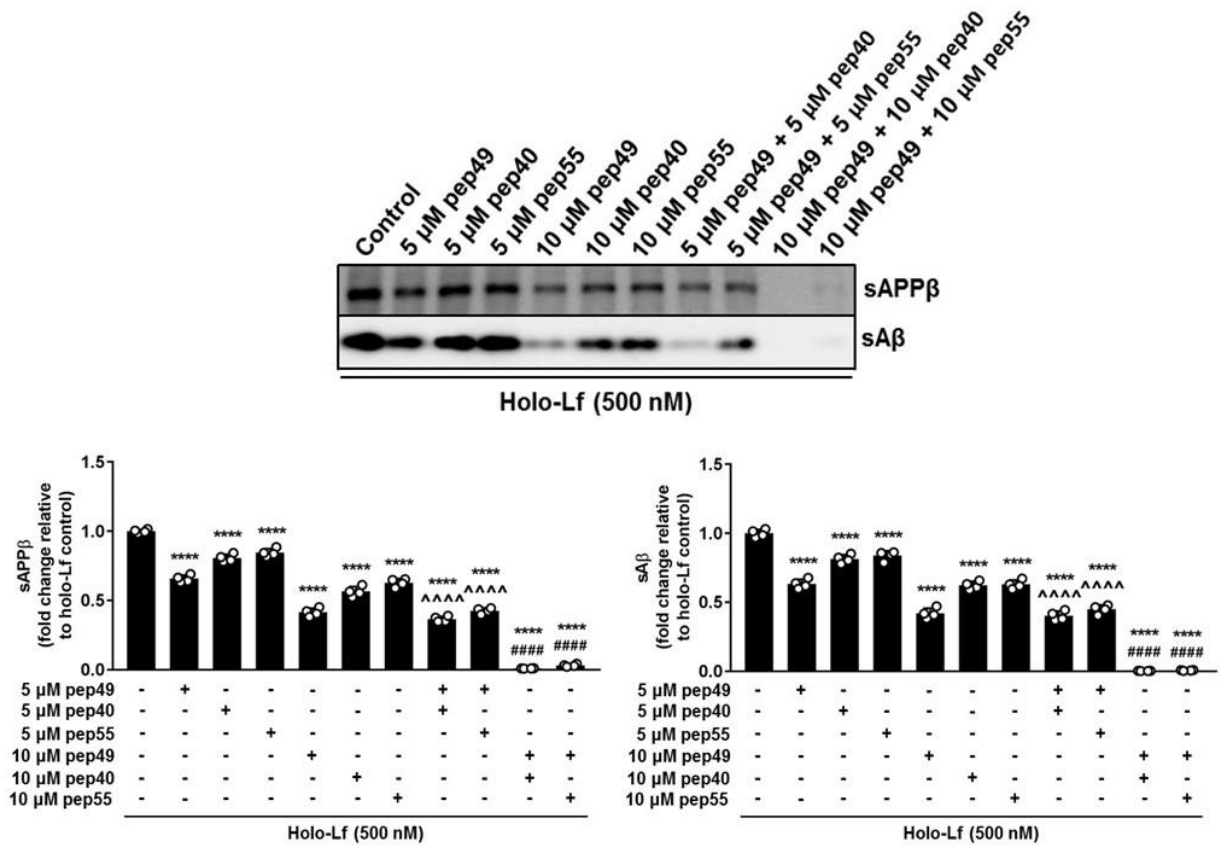 Control
5 µM pep49
5 µM pep40
5 µM pep55
10 µM pep49
10 µM pep40
10 µM pep55
5 µM pep49 + 5 µM pep40
5 µM pep49 + 5 µM pep55
10 µM pep49 + 10 µM pep40
10 µM pep49 + 10 µM pep55
sAPPβ
sAβ
Holo-Lf (500 nM)
sAPPβ
(fold change relative
to holo-Lf control)
1.5
1.0
0.5
0.0
**** **** **** **** **** **** **** **** **** ****
^^^^ ^^^^ #### ####
5 µM pep49 - + - - - - - + + - -
5 µM pep40 - - + - - - - + - - -
5 µM pep55 - - - + - - - - + - -
10 µM pep49 - - - - + - - - - + +
10 µM pep40 - - - - - + - - - + -
10 µM pep55 - - - - - - + - - - +
Holo-Lf (500 nM)
sAβ
(fold change relative
to holo-Lf control)
1.5
1.0
0.5
0.0
**** **** **** **** **** **** **** **** **** ****
^^^^ ^^^^ #### ####
5 µM pep49 - + - - - - - + + - -
5 µM pep40 - - + - - - - + - - -
5 µM pep55 - - - + - - - - + - -
10 µM pep49 - - - - + - - - - + +
10 µM pep40 - - - - - + - - - + -
10 µM pep55 - - - - - - + - - - +
Holo-Lf (500 nM)